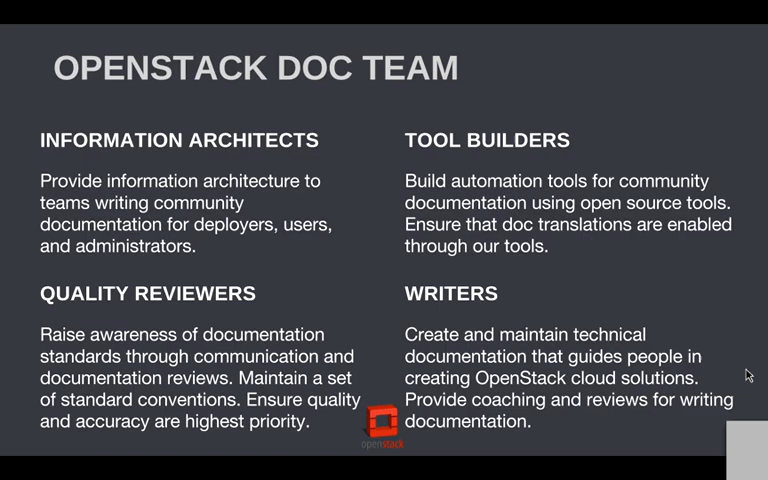 OPENSTACK DOC TEAM
INFORMATION ARCHITECTS
Provide information architecture to
teams writing community
documentation for deployers, users,
and administrators.
TOOL BUILDERS
Build automation tools for community
documentation using open source tools.
Ensure that doc translations are enabled
through our tools.
QUALITY REVIEWERS
Raise awareness of documentation
standards through communication and
documentation reviews. Maintain a set
of standard conventions. Ensure quality
and accuracy are highest priority.
WRITERS
Create and maintain technical
documentation that guides people in
creating OpenStack cloud solutions.
Provide coaching and reviews for writing
documentation.
openstack